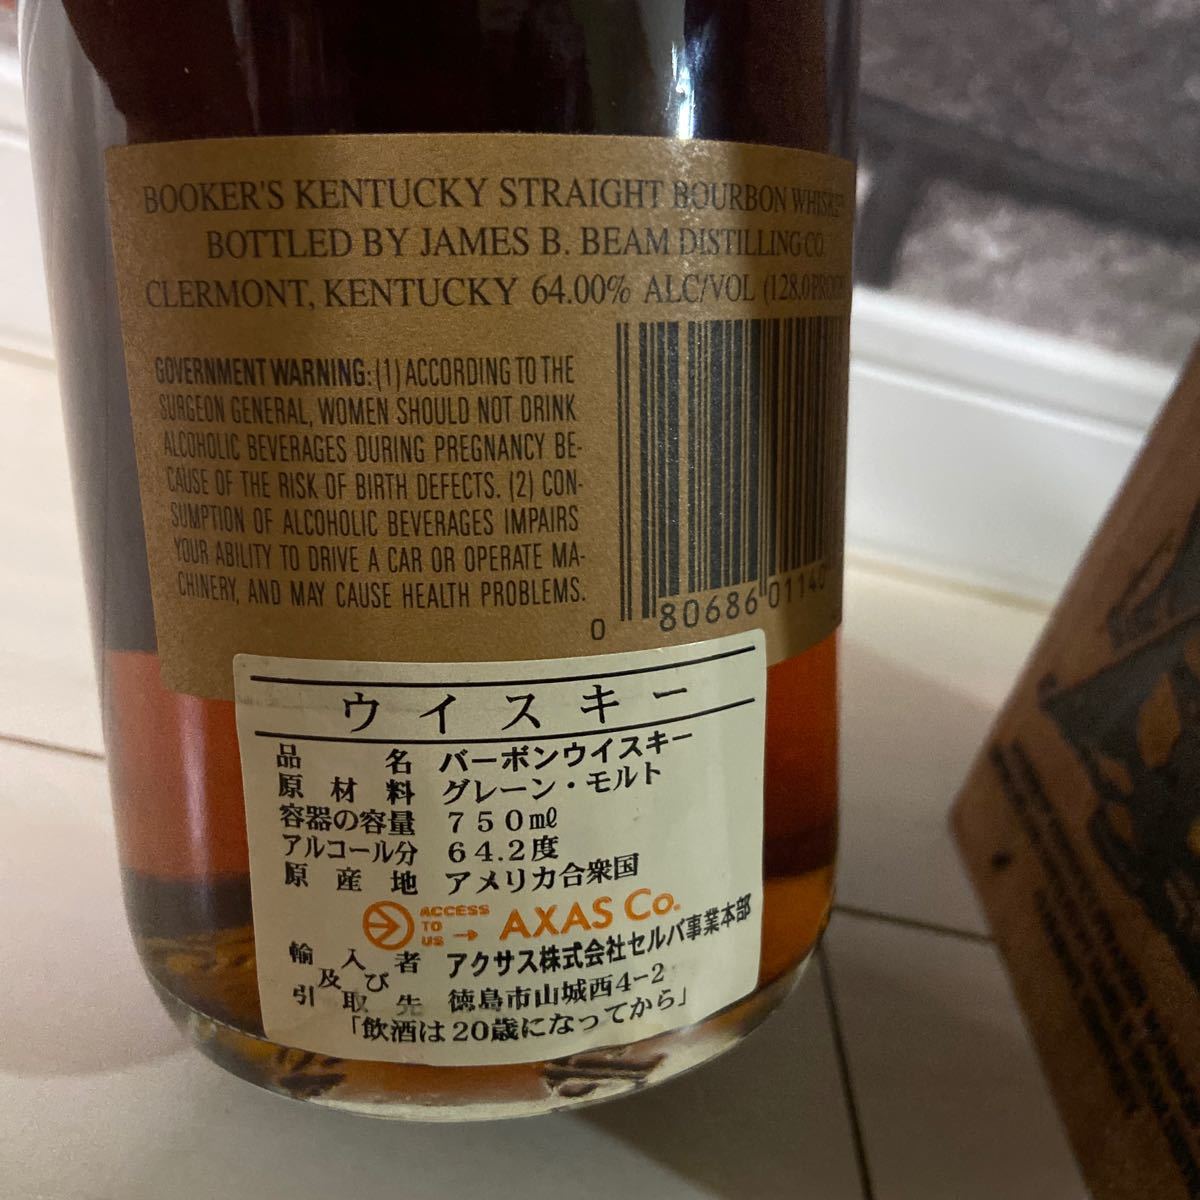 BOOKER'S KENTUCKY STRAIGHT BOURBON WHISKEY
BOTTLED BY JAMES B. BEAM DISTILLING CO.
CLERMONT, KENTUCKY 64.00% ALC/VOL (128.0 PROOF
GOVERNMENT WARNING: (1) ACCORDING TO THE
SURGEON GENERAL, WOMEN SHOULD NOT DRINK
ALCOHOLIC BEVERAGES DURING PREGNANCY BE-
CAUSE OF THE RISK OF BIRTH DEFECTS. (2) CON-
SUMPTION OF ALCOHOLIC BEVERAGES IMPAIRS
YOUR ABILITY TO DRIVE A CAR OR OPERATE MA-
CHINERY, AND MAY CAUSE HEALTH PROBLEMS.
0 80686 01140
ウイスキー
品名 バーボンウイスキー
原材料 グレーン・モルト
容器の容量 750㎖
アルコール分 64.2度
原産地 アメリカ合衆国
ACCESS TO US → AXAS Co.
輸入者 アクサス株式会社セルバ事業本部
及び
引取先 徳島市山城西4-2
「飲酒は20歳になってから」